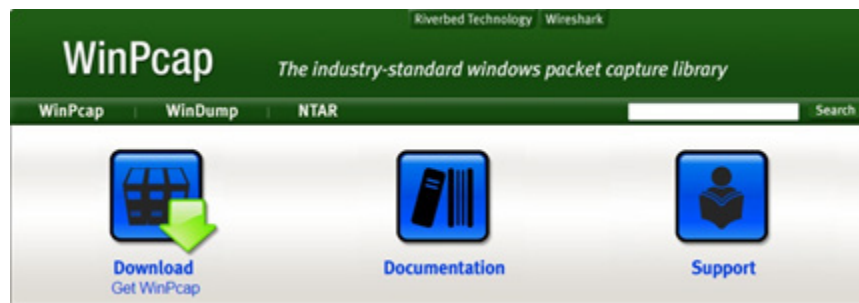 Riverbed Technology Wireshark
WinPcap
The industry-standard windows packet capture library
WinPcap WinDump NTAR Search
Download Documentation Support
Get WinPcap